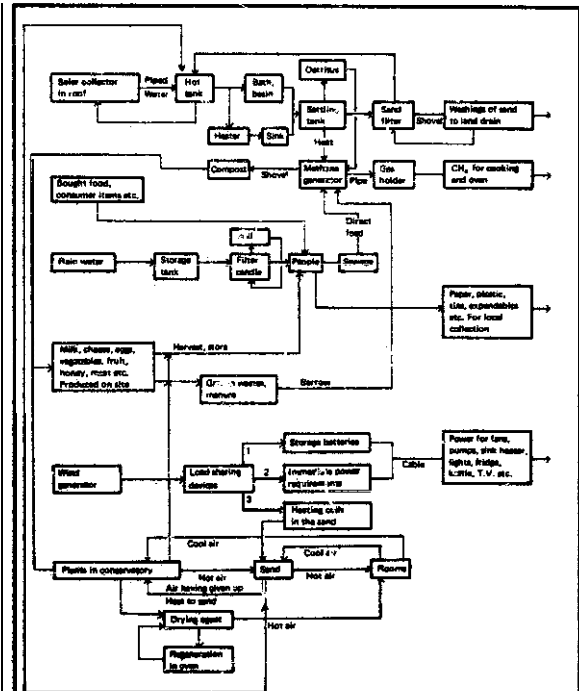 Solar collector
in roof
Piped
Water
Hot
tank
Bath,
basin
Heater
Sink
Detritus
Settling
tank
Heat
Sand
filter
Shovel
Washings of sand
to land drain
Compost
Shovel
Methane
generator
Pipe
Gas
holder
CH₄ for cooking
and oven
Bought food,
consumer items etc.
Direct
feed
Rain water
Storage
tank
Filter
candle
People
Sewage
Paper, plastic,
tins, expendables
etc. For local
collection
Milk, cheese, eggs,
vegetables, fruit,
honey, meat etc.
Produced on site
Harvest, store
manure
Barrow
Wind
generator
Load sharing
devices
1
2
3
Storage batteries
Immediate power
requirements
Heating coils
in the sand
Cable
Power for fans,
pumps, sink heater,
lights, fridge,
kettle, T.V. etc.
Cool air
Cool air
Plants in conservatory
Hot air
Sand
Hot air
Rooms
Air having given up
Heat to sand
Drying agent
Hot air
Regeneration
in oven